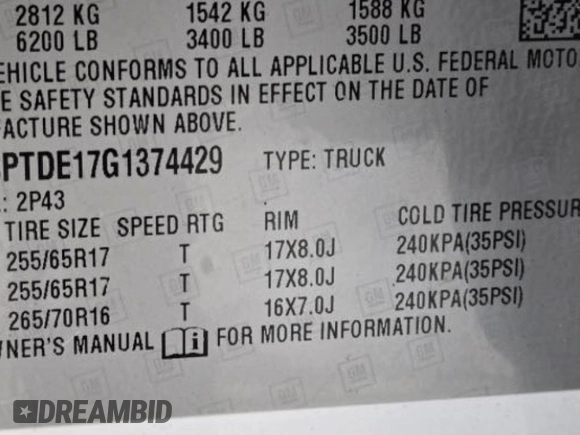 2812 KG 1542 KG 1588 KG
6200 LB 3400 LB 3500 LB
EHICLE CONFORMS TO ALL APPLICABLE U.S. FEDERAL MOTO
E SAFETY STANDARDS IN EFFECT ON THE DATE OF
FACTURE SHOWN ABOVE.
PTDE17G1374429 TYPE: TRUCK
: 2P43
TIRE SIZE SPEED RTG RIM COLD TIRE PRESSUR
255/65R17 T 17X8.0J 240KPA(35PSI)
255/65R17 T 17X8.0J 240KPA(35PSI)
265/70R16 T 16X7.0J 240KPA(35PSI)
WNER'S MANUAL i FOR MORE INFORMATION.
GM
DREAMBID